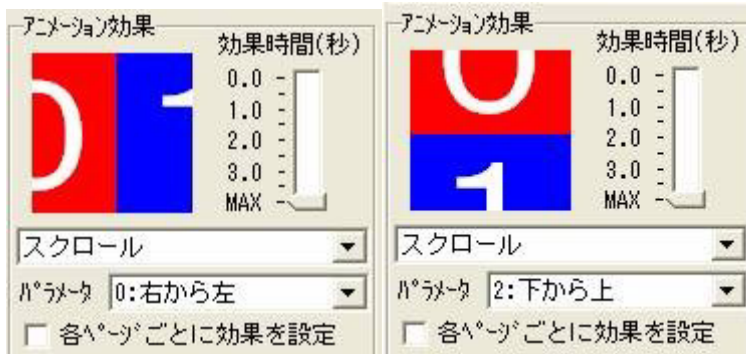 アニメーション効果
効果時間(秒)
0
1
0.0
1.0
2.0
3.0
MAX
スクロール
パラメータ 0:右から左
各ページごとに効果を設定
アニメーション効果
効果時間(秒)
0
1
0.0
1.0
2.0
3.0
MAX
スクロール
パラメータ 2:下から上
各ページごとに効果を設定